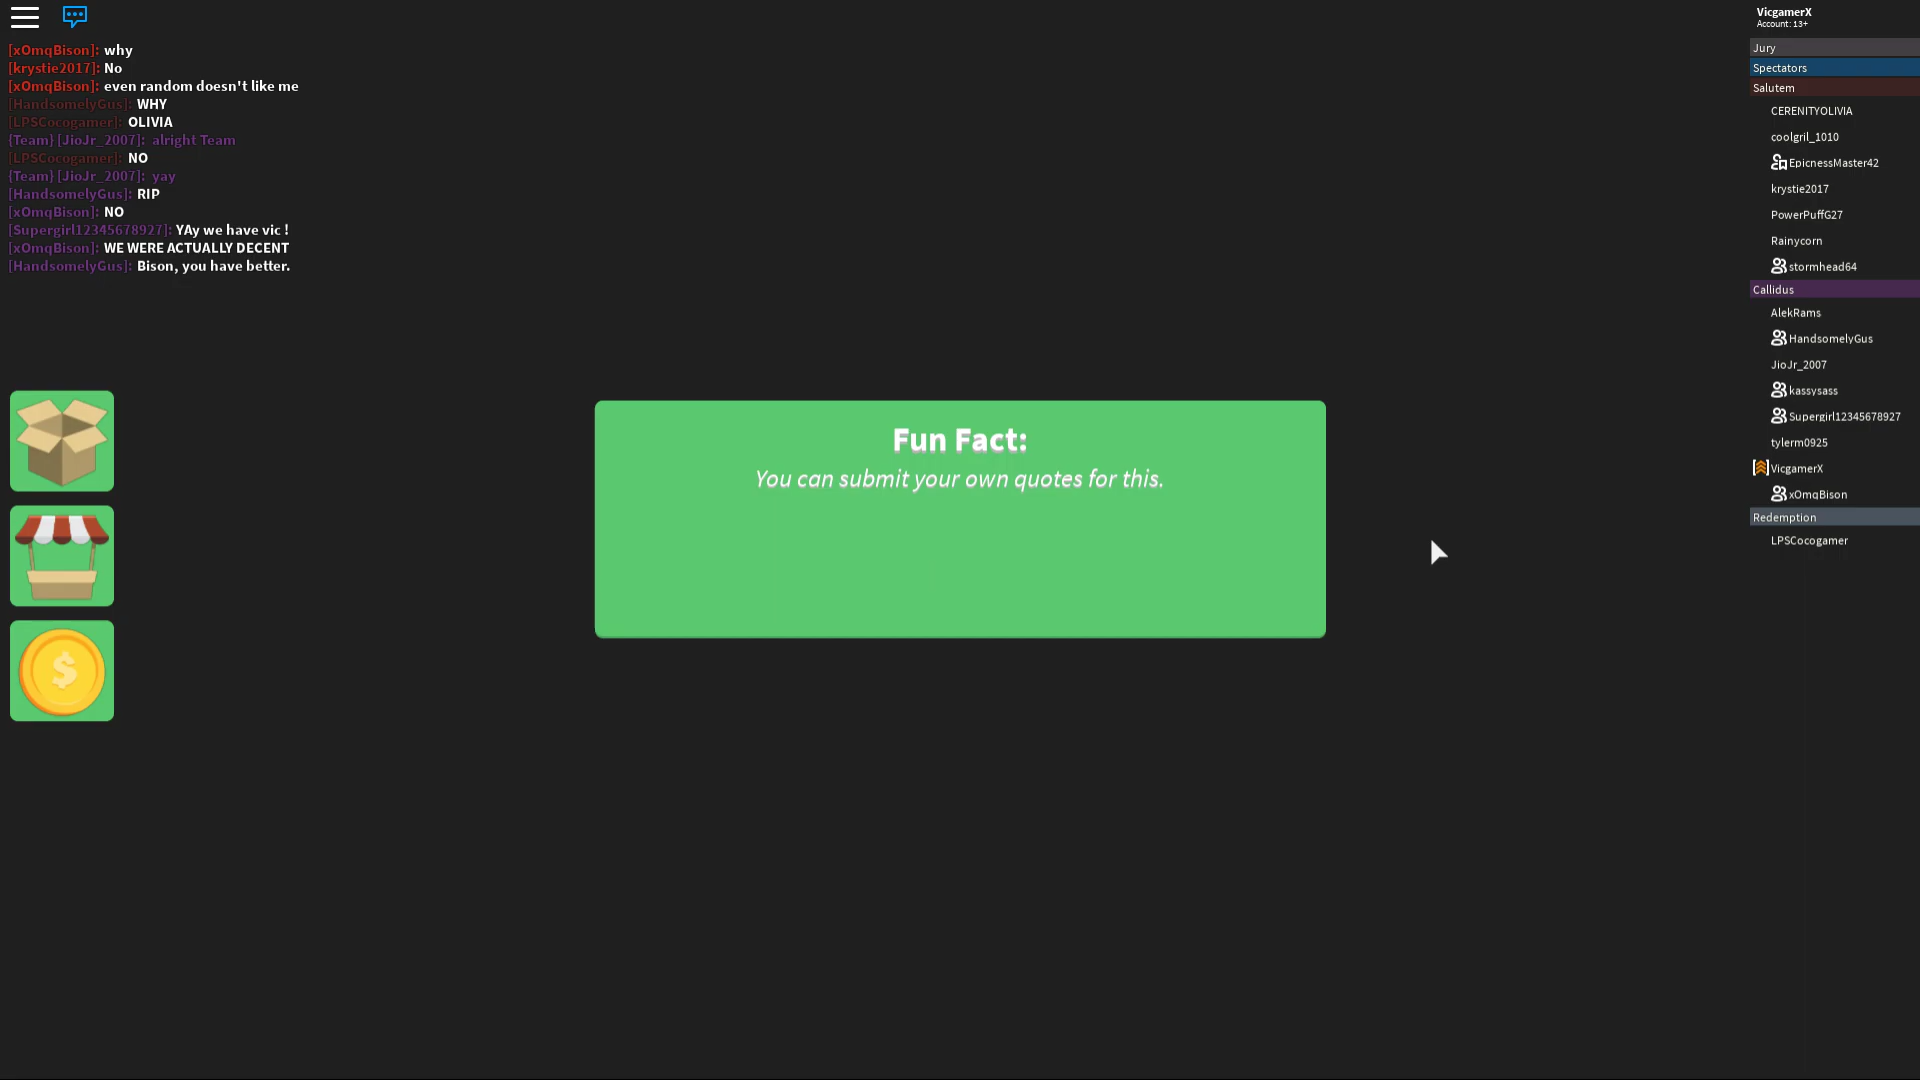 [xOmqBison]: why
[krystie2017]: No
[xOmqBison]: even random doesn't like me
[HandsomelyGus]: WHY
[LPSCocogamer]: OLIVIA
{Team} [JioJr_2007]: alright Team
[LPSCocogamer]: NO
{Team} [JioJr_2007]: yay
[HandsomelyGus]: RIP
[xOmqBison]: NO
[Supergirl12345678927]: YAy we have vic !
[xOmqBison]: WE WERE ACTUALLY DECENT
[HandsomelyGus]: Bison, you have better.
Fun Fact:
You can submit your own quotes for this.
VicgamerX
Account: 13+
Jury
Spectators
Salutem
CERENITYOLIVIA
coolgril_1010
EpicnessMaster42
krystie2017
PowerPuffG27
Rainycorn
stormhead64
Callidus
AlekRams
HandsomelyGus
JioJr_2007
kassysass
Supergirl12345678927
tylerm0925
VicgamerX
xOmqBison
Redemption
LPSCocogamer